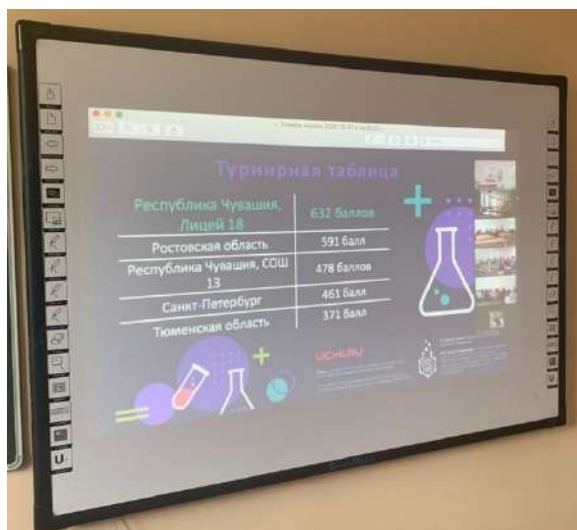 Турнирная таблица
Республика Чувашия,
Лицей 18
632 баллов
Ростовская область
591 балл
Республика Чувашия, СОШ
13
478 баллов
Санкт-Петербург
461 балл
Тюменская область
371 балл
UCHi.RU